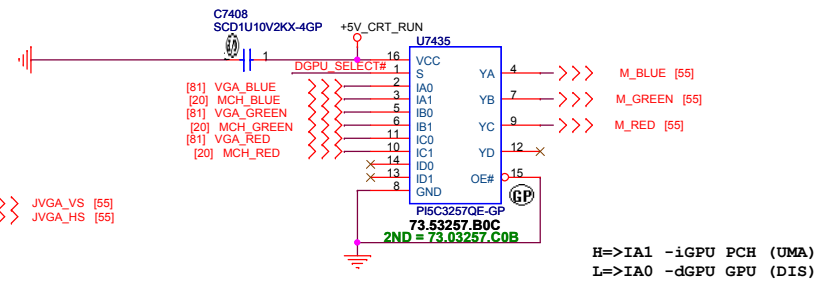 C7408
SCD1U10V2KX-4GP
+5V_CRT_RUN
1
U7435
DGPU_SELECT#
16 VCC
1 S
[81] VGA_BLUE 2 IA0
[20] MCH_BLUE 3 IA1
[81] VGA_GREEN 5 IB0
[20] MCH_GREEN 6 IB1
[81] VGA_RED 11 IC0
[20] MCH_RED 10 IC1
14 ID0
13 ID1
8 GND
YA 4 M_BLUE [55]
YB 7 M_GREEN [55]
YC 9 M_RED [55]
YD 12
OE# 15
GP
PI5C3257QE-GP
73.53257.B0C
2ND = 73.03257.C0B
JVGA_VS [55]
JVGA_HS [55]
H=>IA1 -iGPU PCH (UMA)
L=>IA0 -dGPU GPU (DIS)